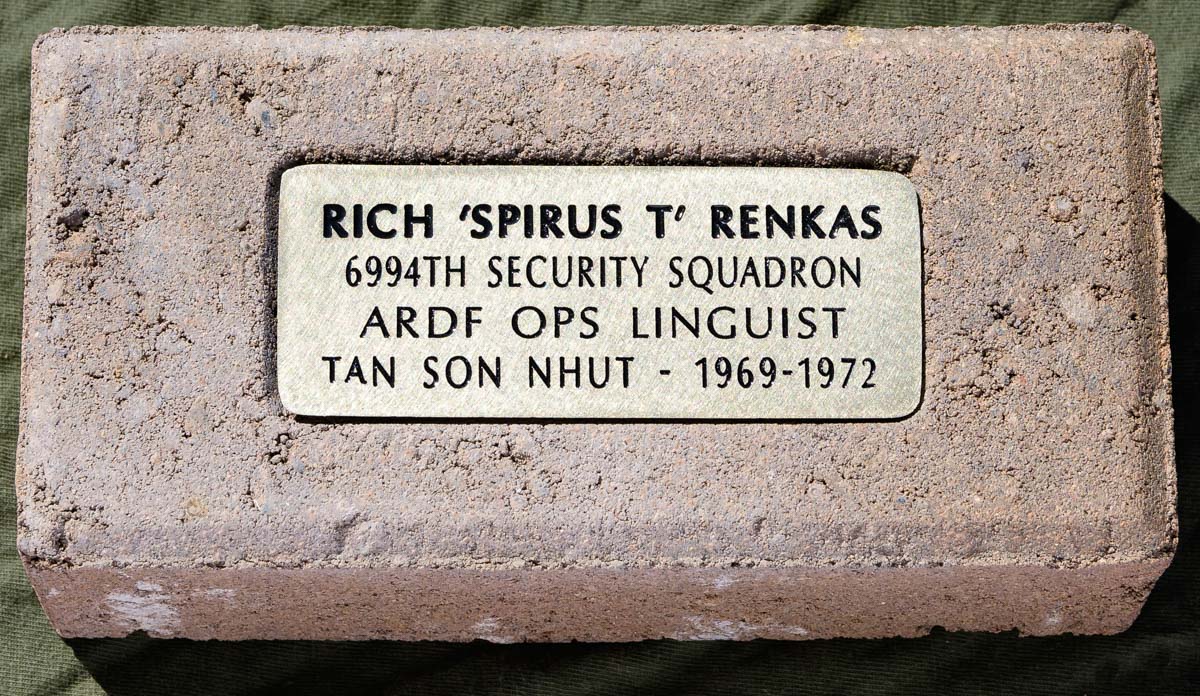 RICH 'SPIRUS T' RENKAS
6994TH SECURITY SQUADRON
ARDF OPS LINGUIST
TAN SON NHUT - 1969-1972